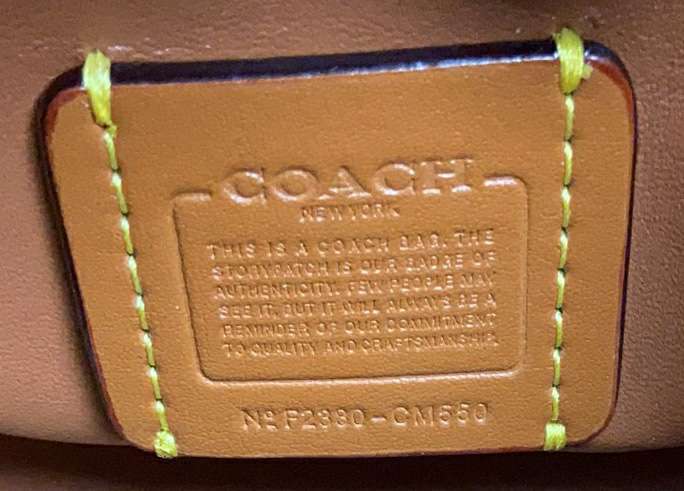 COACH
NEW YORK
THIS IS A COACH BAG. THE
STORYPATCH IS OUR BADGE OF
AUTHENTICITY. FEW PEOPLE MAY
SEE IT, BUT IT WILL ALWAYS BE A
REMINDER OF OUR COMMITMENT
TO QUALITY AND CRAFTSMANSHIP.
Nº F2380-CM550